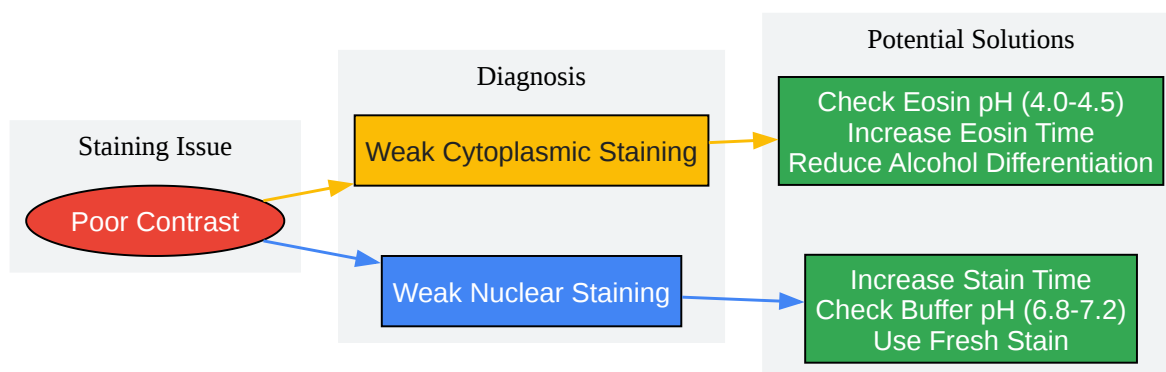 Staining Issue
Poor Contrast
Diagnosis
Weak Cytoplasmic Staining
Weak Nuclear Staining
Potential Solutions
Check Eosin pH (4.0-4.5)
Increase Eosin Time
Reduce Alcohol Differentiation
Increase Stain Time
Check Buffer pH (6.8-7.2)
Use Fresh Stain